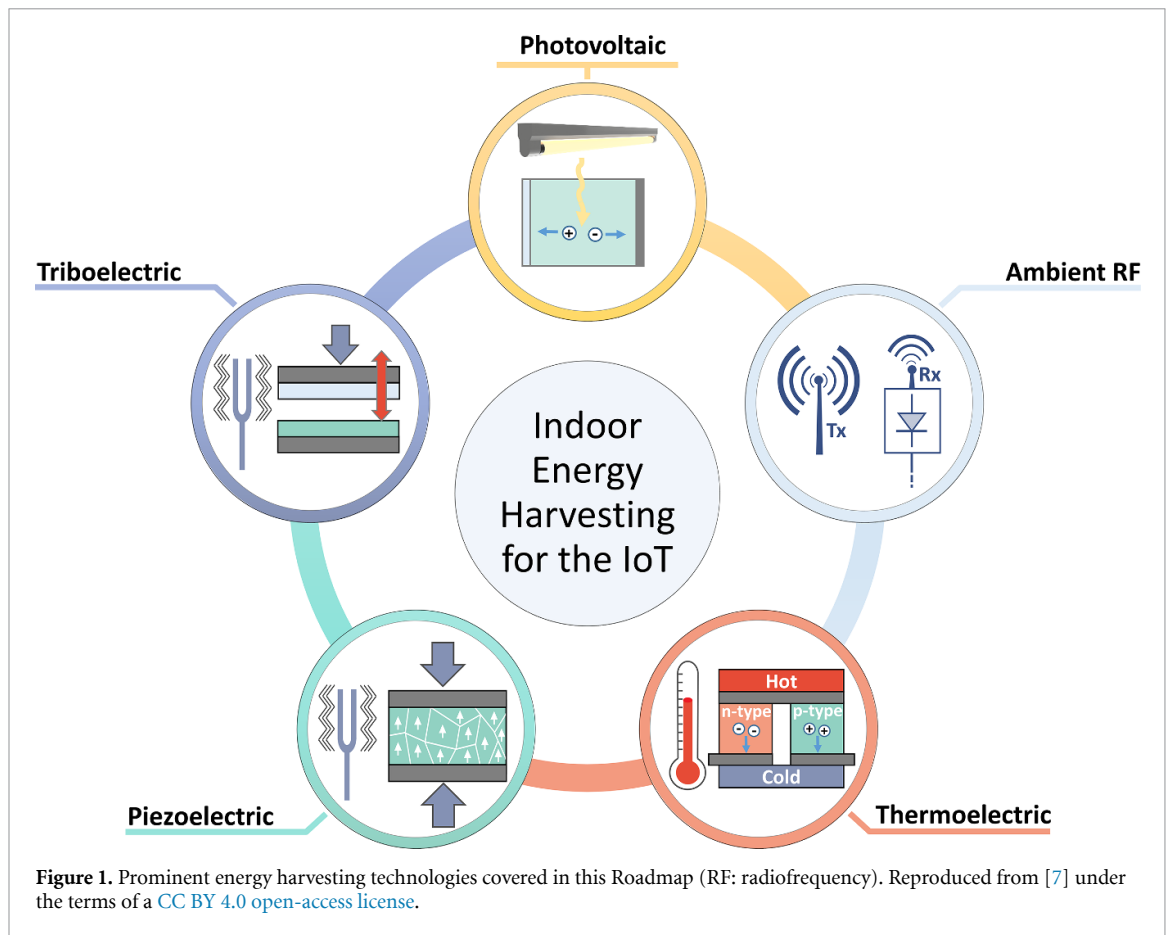 Photovoltaic
Triboelectric
Ambient RF
+ -
Tx
Rx
Indoor
Energy
Harvesting
for the IoT
Hot
n-type p-type
- - + +
Cold
Piezoelectric
Thermoelectric
Figure 1. Prominent energy harvesting technologies covered in this Roadmap (RF: radiofrequency). Reproduced from [7] under
the terms of a CC BY 4.0 open-access license.